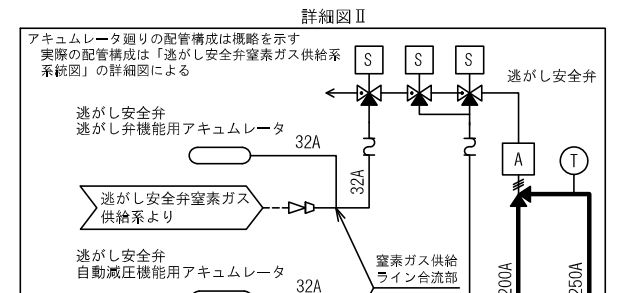 詳細図Ⅱ
アキュムレータ廻りの配管構成は概略を示す
実際の配管構成は「逃がし安全弁窒素ガス供給系
系統図」の詳細図による
S
S
S
逃がし安全弁
逃がし安全弁
逃がし弁機能用アキュムレータ
32A
A
T
32A
逃がし安全弁窒素ガス
供給系より
逃がし安全弁
自動減圧機能用アキュムレータ
32A
窒素ガス供給
ライン合流部
200A
250A